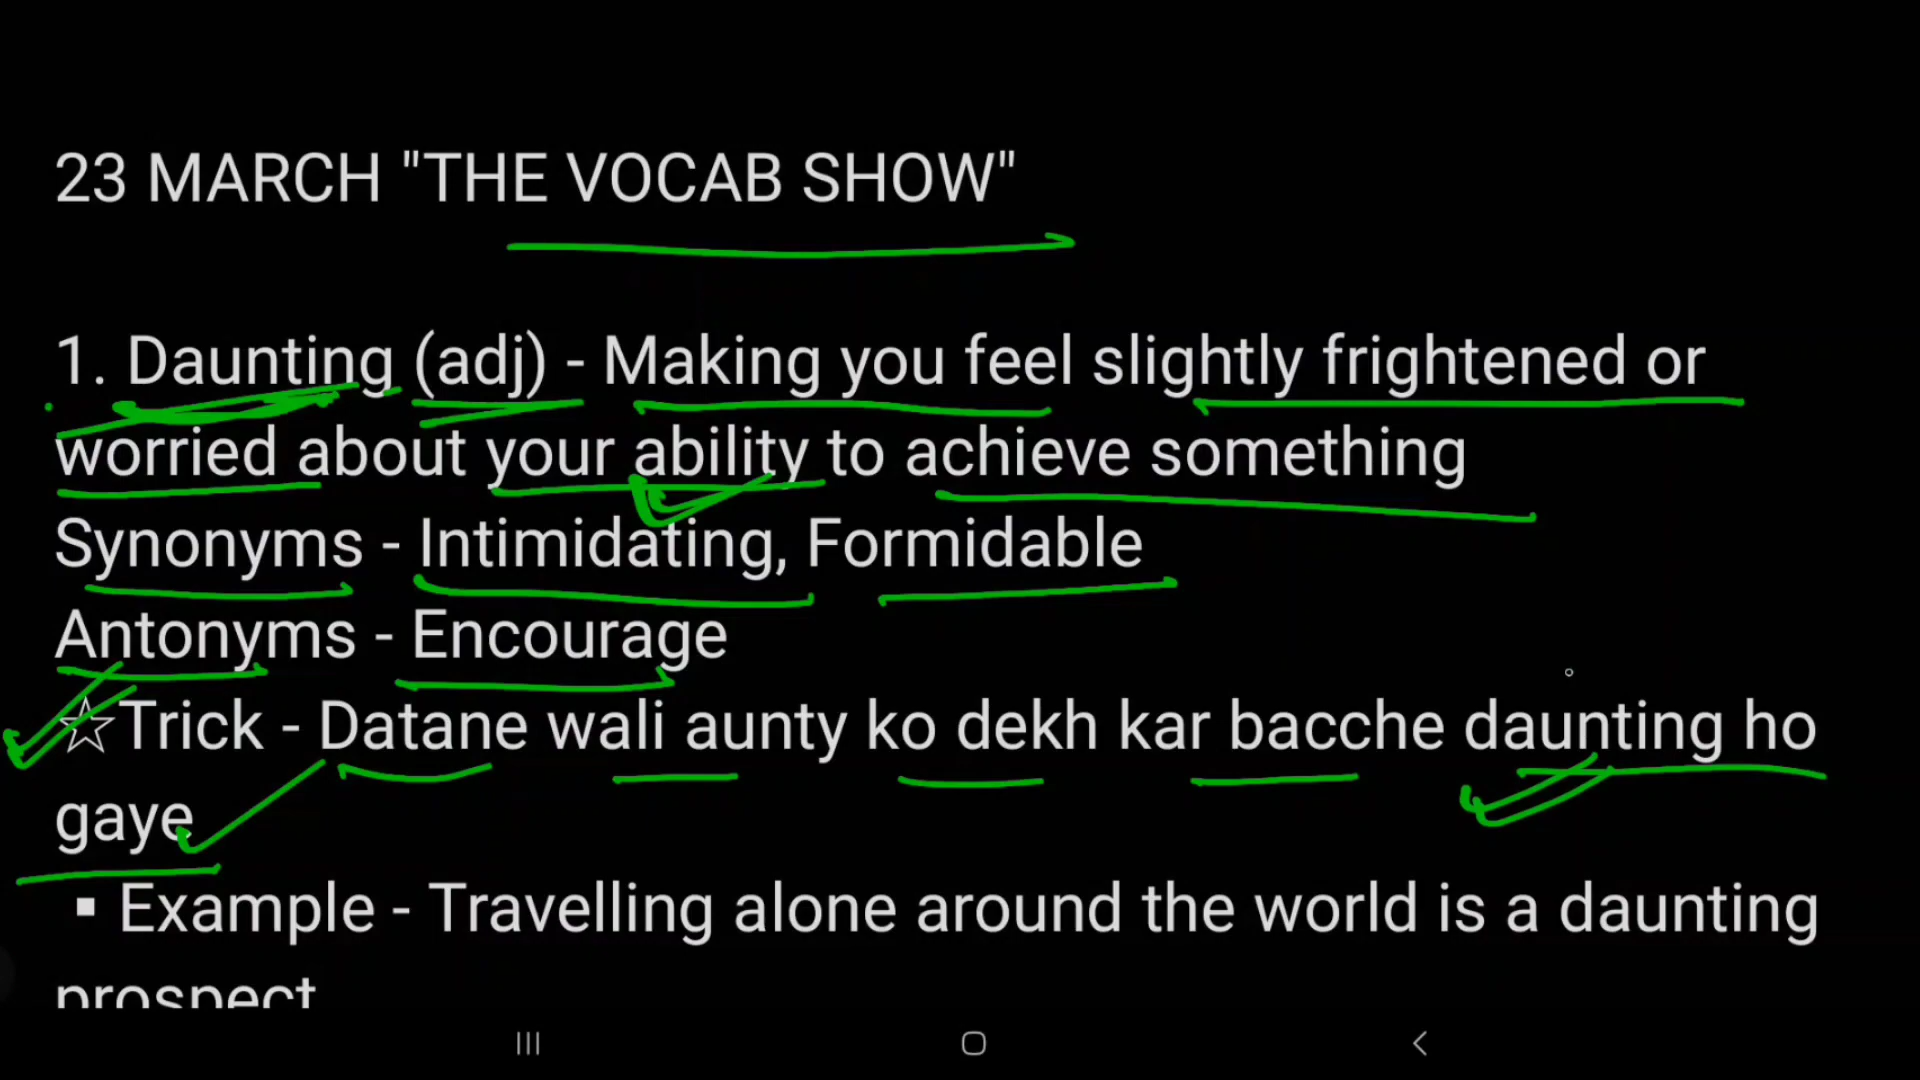 23 MARCH "THE VOCAB SHOW"
1. Daunting (adj) - Making you feel slightly frightened or
worried about your ability to achieve something
Synonyms - Intimidating, Formidable
Antonyms - Encourage
☆Trick - Datane wali aunty ko dekh kar bacche daunting ho
gaye
▪ Example - Travelling alone around the world is a daunting
prospect